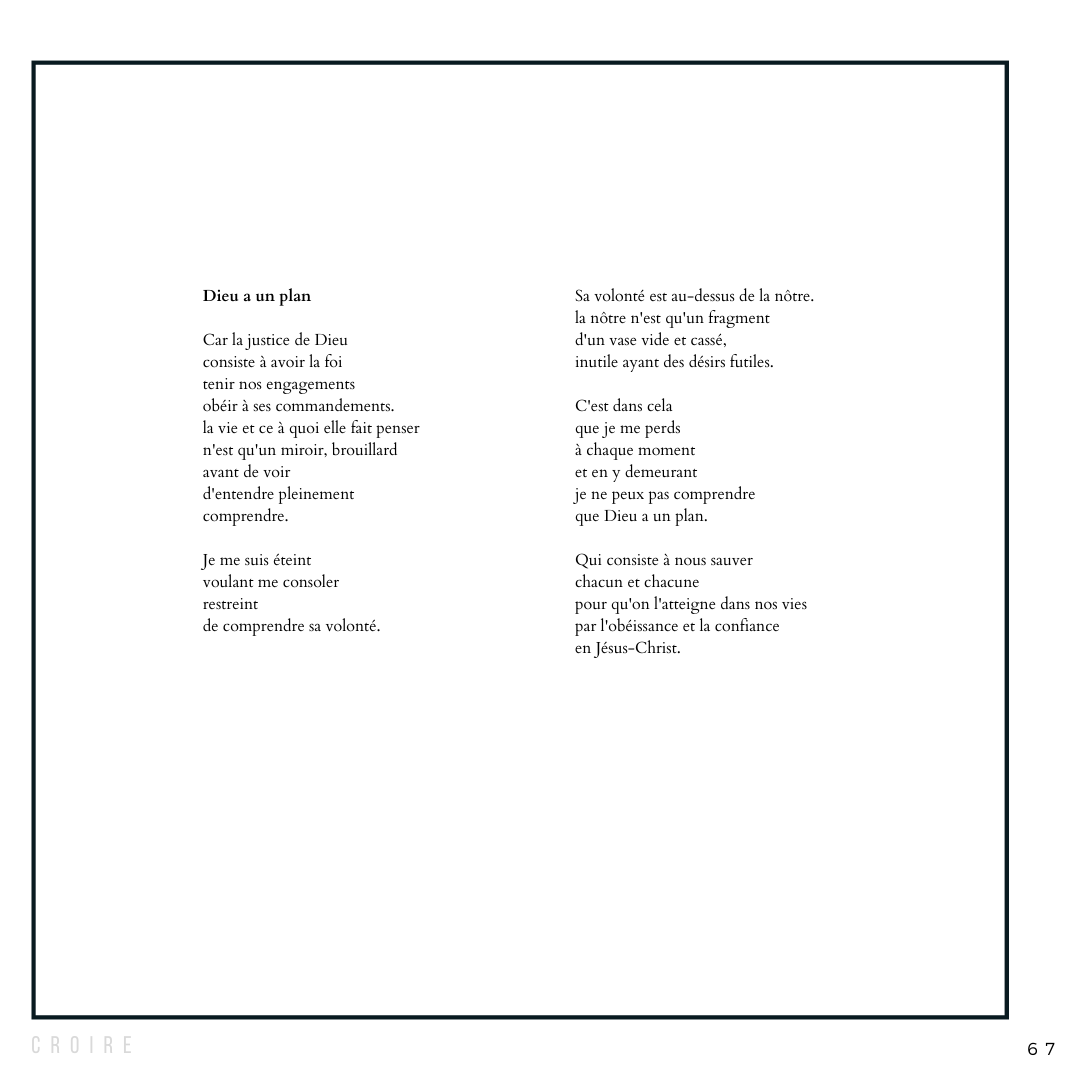 Dieu a un plan
Car la justice de Dieu
consiste à avoir la foi
tenir nos engagements
obéir à ses commandements.
la vie et ce à quoi elle fait penser
n'est qu'un miroir, brouillard
avant de voir
d'entendre pleinement
comprendre.
Je me suis éteint
voulant me consoler
restreint
de comprendre sa volonté.
Sa volonté est au-dessus de la nôtre.
la nôtre n'est qu'un fragment
d'un vase vide et cassé,
inutile ayant des désirs futiles.
C'est dans cela
que je me perds
à chaque moment
et en y demeurant
je ne peux pas comprendre
que Dieu a un plan.
Qui consiste à nous sauver
chacun et chacune
pour qu'on l'atteigne dans nos vies
par l'obéissance et la confiance
en Jésus-Christ.
CROIRE
67